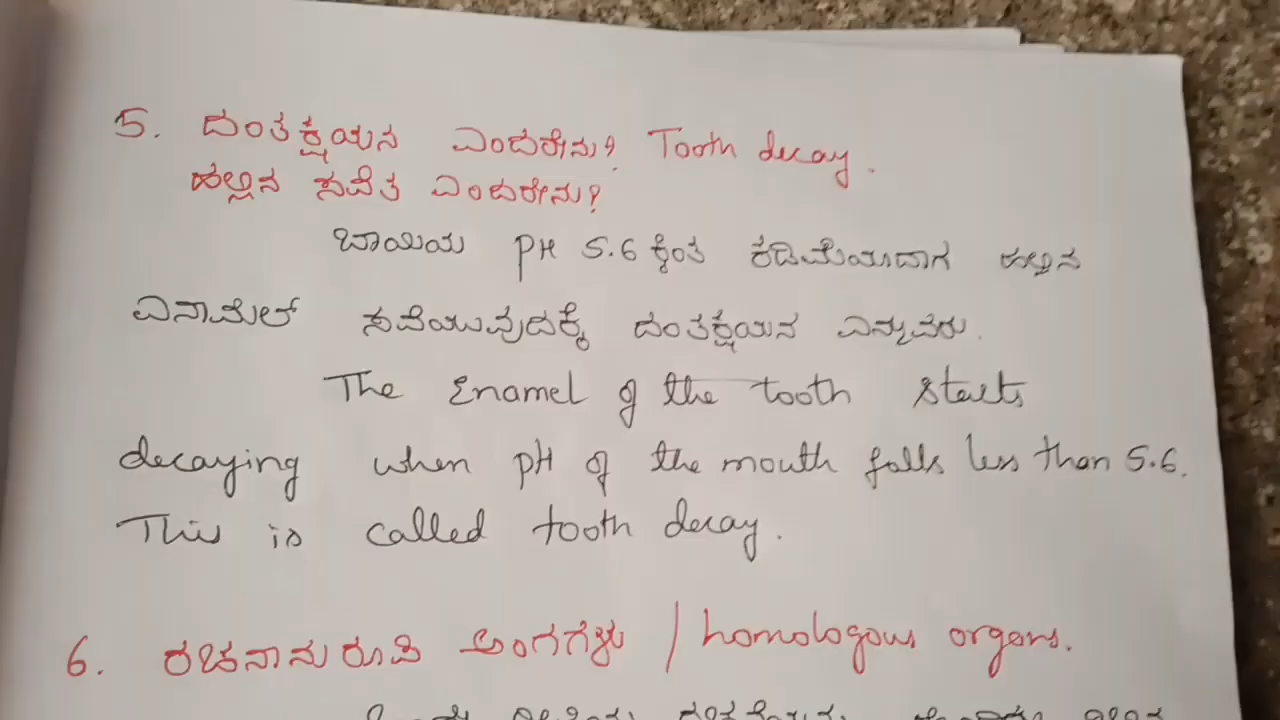 5. ದಂತಕ್ಷಯನ ಎಂದರೇನು? Tooth decay.
ಹಲ್ಲಿನ ಸವೆತ ಎಂದರೇನು?
ಬಾಯಿಯ pH 5.6 ಕ್ಕಿಂತ ಕಡಿಮೆಯಾದಾಗ ಹಲ್ಲಿನ
ಎನಾಮೆಲ್ ಸವೆಯುವುದಕ್ಕೆ ದಂತಕ್ಷಯನ ಎನ್ನುವರು.
The Enamel of the tooth starts
decaying when pH of the mouth falls less than 5.6.
This is called tooth decay.
6. ರಚನಾನುರೂಪಿ ಅಂಗಗಳು / homologous organs.